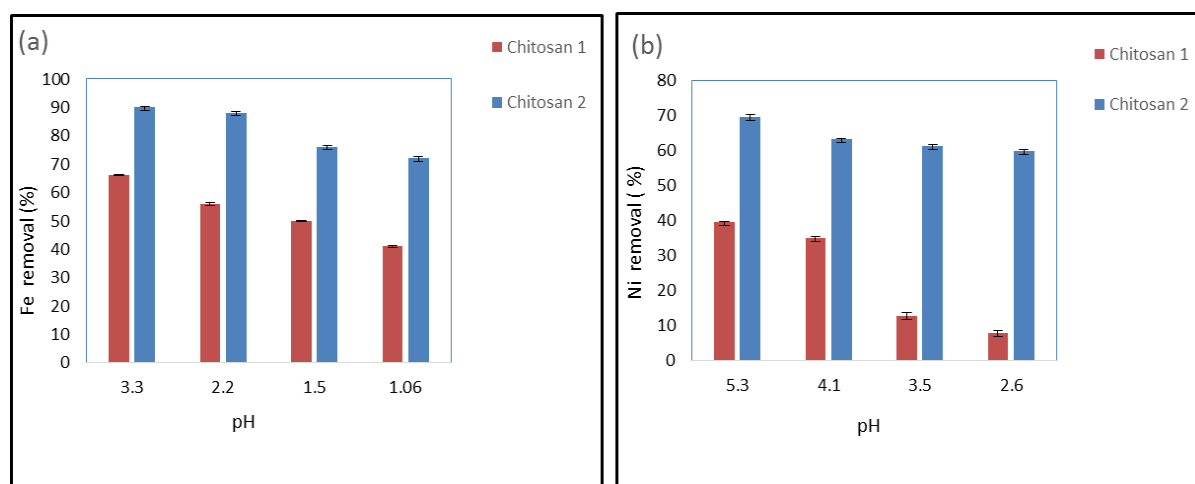 (a)
Chitosan 1
Chitosan 2
100
90
80
70
60
50
40
30
20
10
0
Fe removal (%)
3.3 2.2 1.5 1.06
pH
(b)
Chitosan 1
Chitosan 2
80
70
60
50
40
30
20
10
0
Ni removal ( %)
5.3 4.1 3.5 2.6
pH